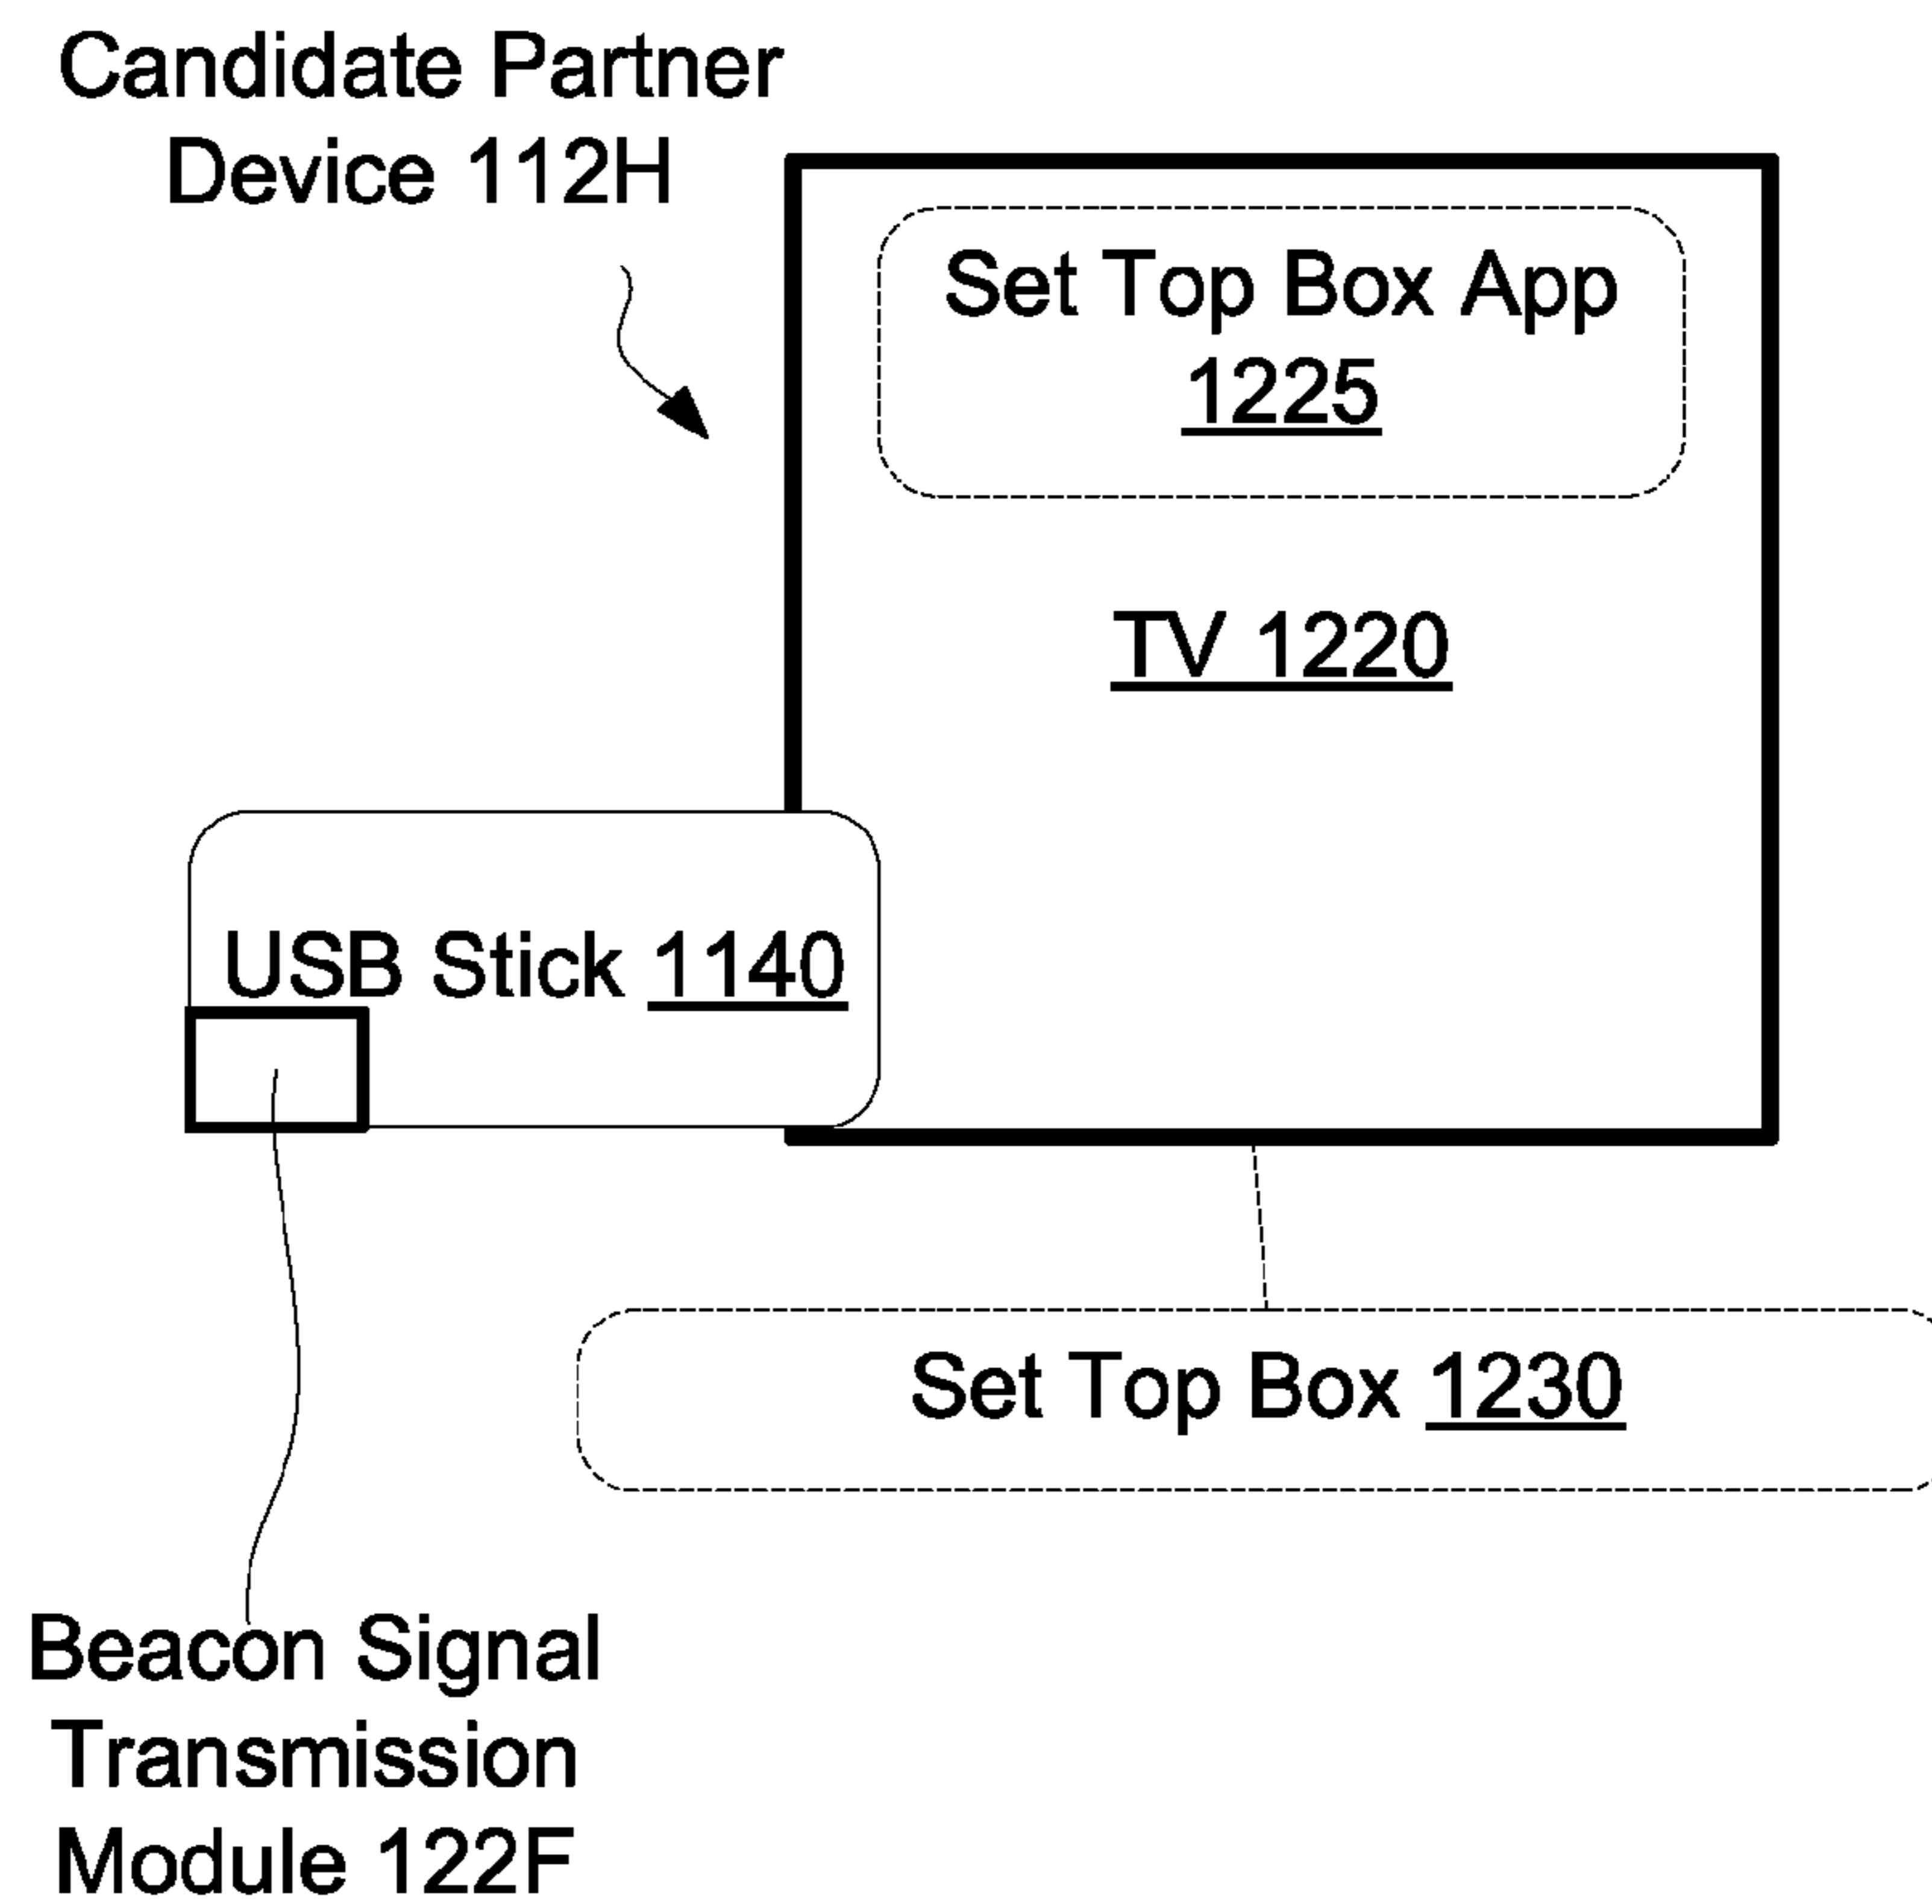 Candidate Partner
Device 112H
Set Top Box App
1225
TV 1220
USB Stick 1140
Set Top Box 1230
Beacon Signal
Transmission
Module 122F